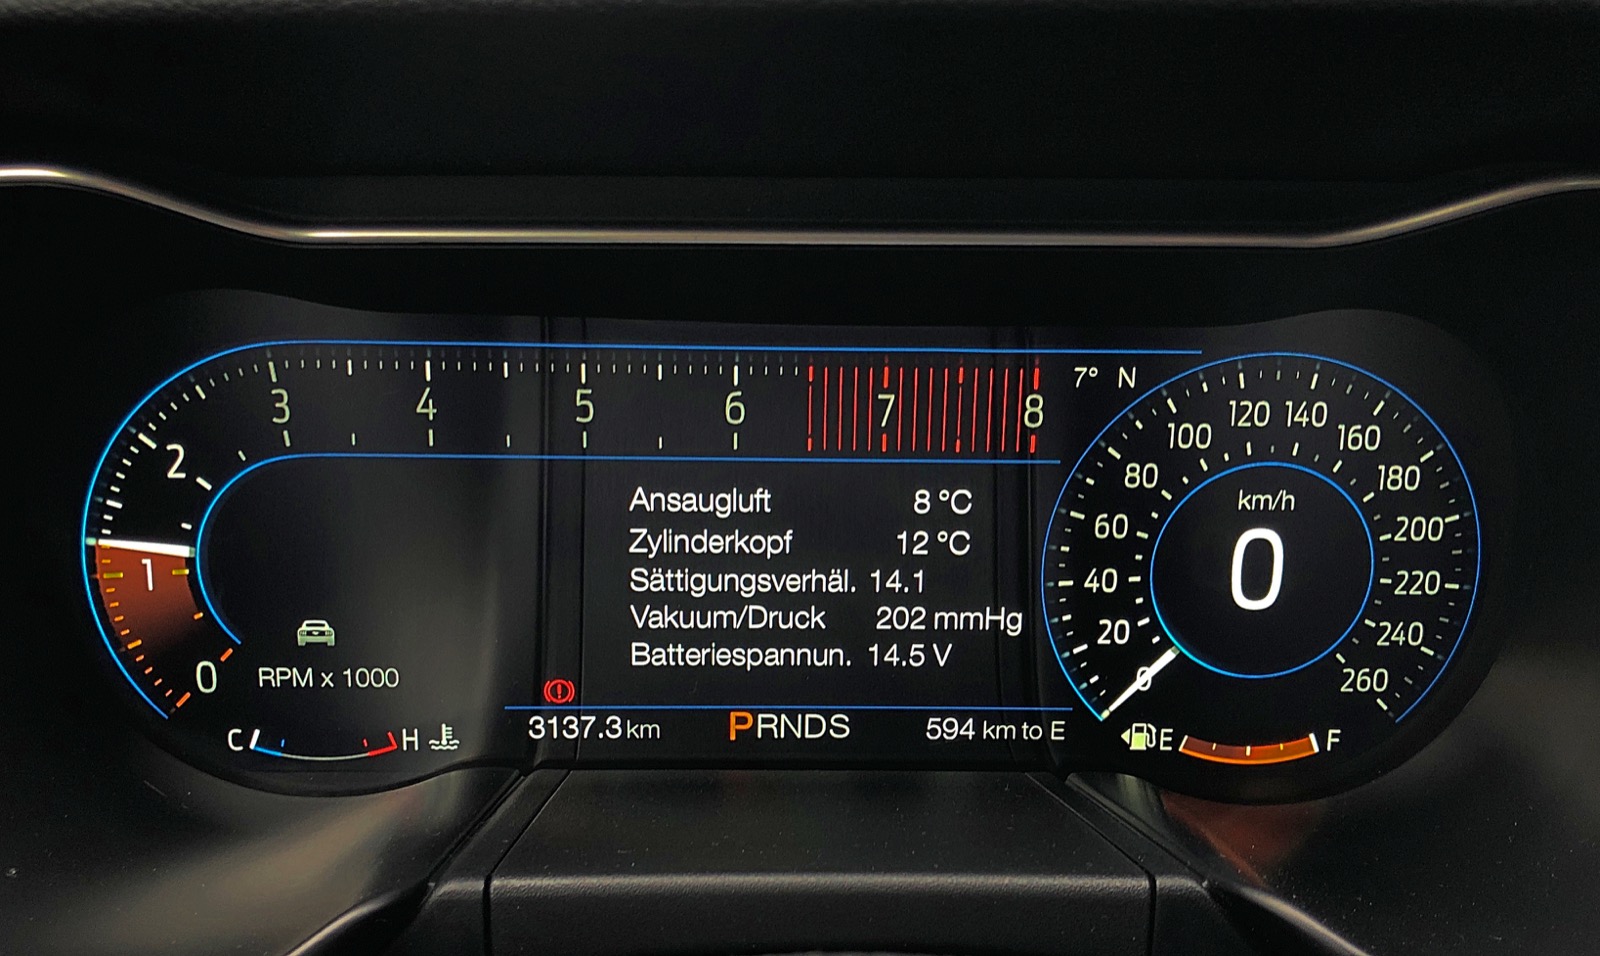 3 4 5 6 7 8
7° N
2
1
0
RPM x 1000
C H
Ansaugluft 8 °C
Zylinderkopf 12 °C
Sättigungsverhäl. 14.1
Vakuum/Druck 202 mmHg
Batteriespannun. 14.5 V
3137.3 km PRNDS 594 km to E
0 20 40 60 80 100 120 140 160 180 200 220 240 260
km/h
0
E F